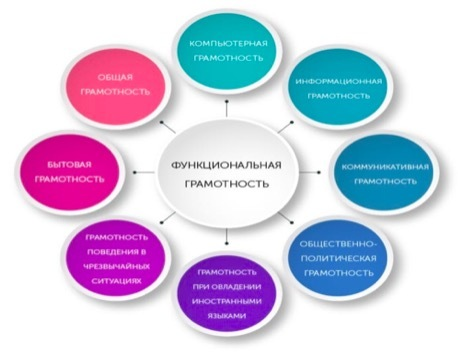 КОМПЬЮТЕРНАЯ
ГРАМОТНОСТЬ
ОБЩАЯ
ГРАМОТНОСТЬ
ИНФОРМАЦИОННАЯ
ГРАМОТНОСТЬ
БЫТОВАЯ
ГРАМОТНОСТЬ
ФУНКЦИОНАЛЬНАЯ
ГРАМОТНОСТЬ
КОММУНИКАТИВНАЯ
ГРАМОТНОСТЬ
ГРАМОТНОСТЬ
ПОВЕДЕНИЯ В
ЧРЕЗВЫЧАЙНЫХ
СИТУАЦИЯХ
ГРАМОТНОСТЬ
ПРИ ОВЛАДЕНИИ
ИНОСТРАННЫМИ
ЯЗЫКАМИ
ОБЩЕСТВЕННО-
ПОЛИТИЧЕСКАЯ
ГРАМОТНОСТЬ